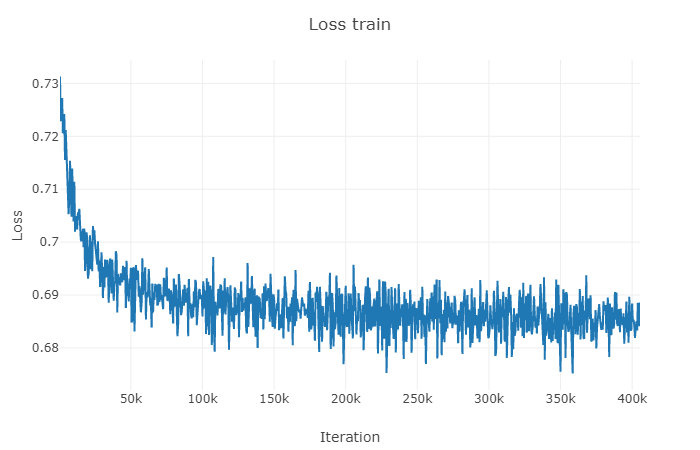 Loss train
0.73
0.72
0.71
0.7
0.69
0.68
Loss
50k
100k
150k
200k
250k
300k
350k
400k
Iteration